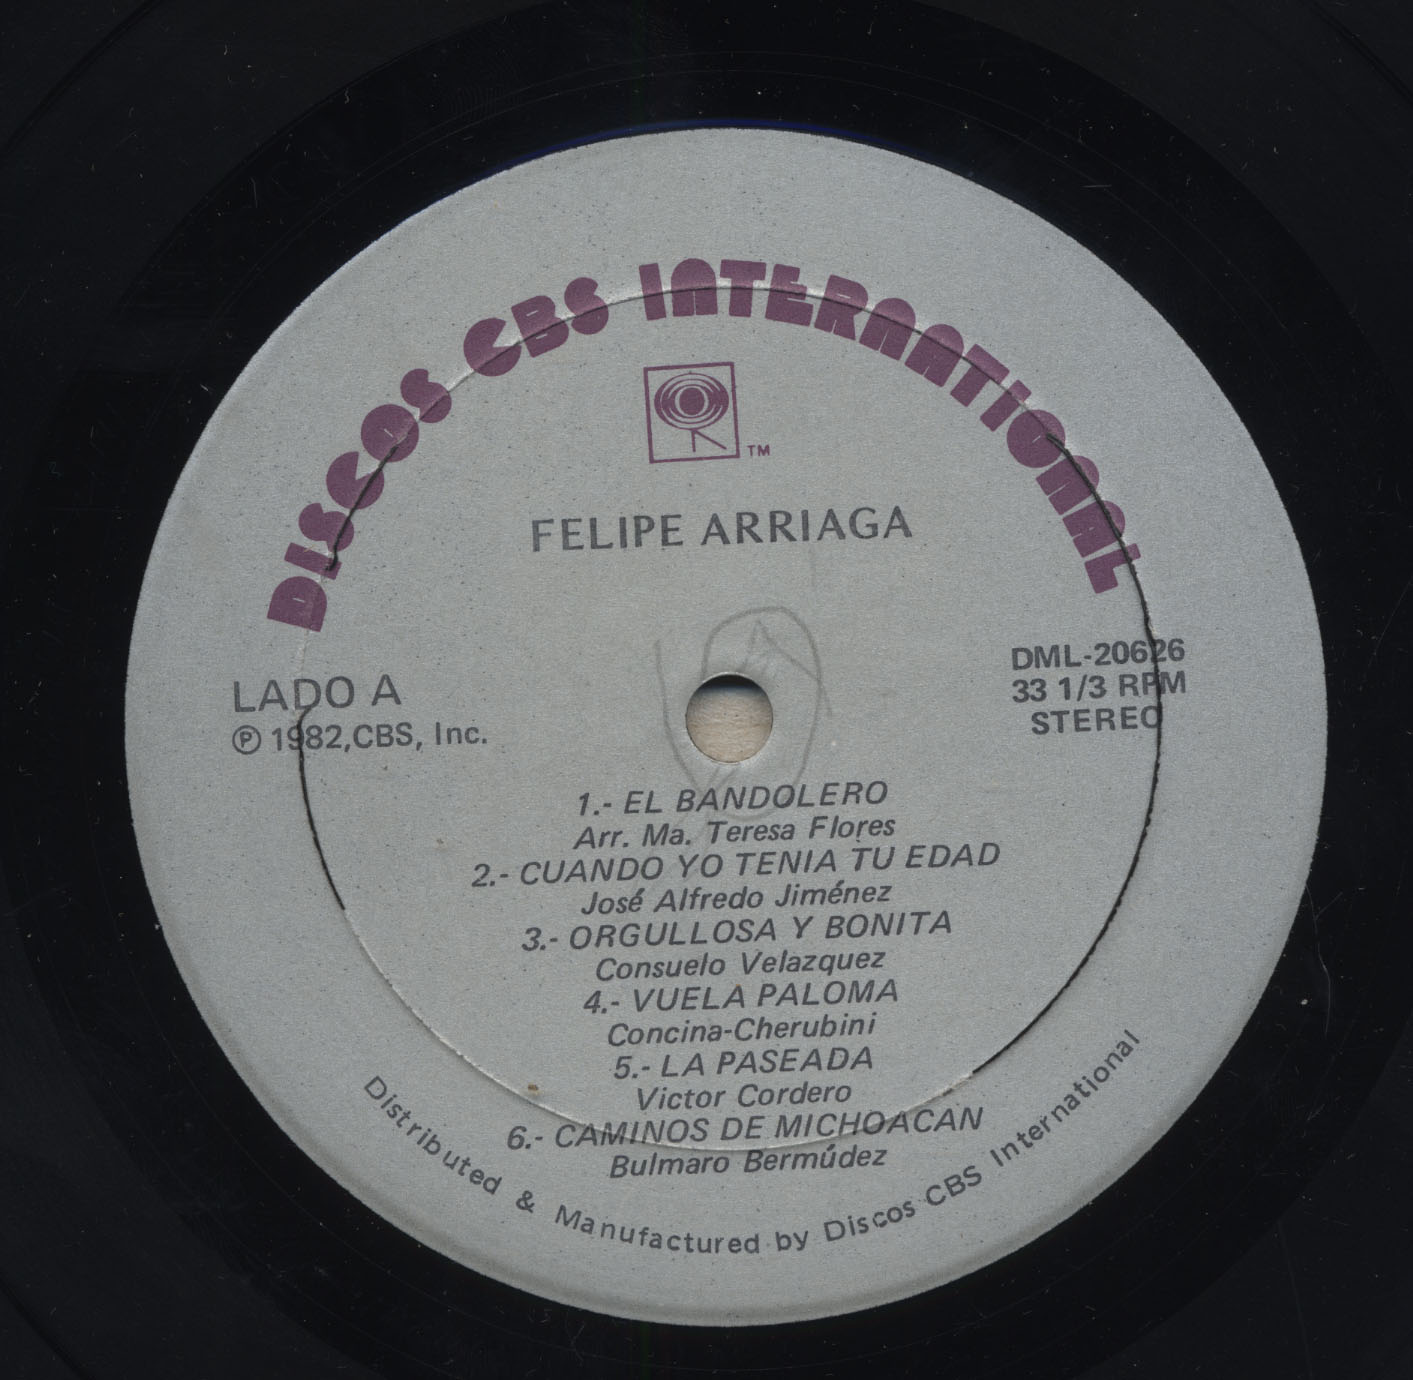 DISCOS CBS INTERNATIONAL
TM
FELIPE ARRIAGA
LADO A
℗ 1982,CBS, Inc.
DML-20626
33 1/3 RPM
STEREO
1.- EL BANDOLERO
Arr. Ma. Teresa Flores
2.- CUANDO YO TENIA TU EDAD
José Alfredo Jiménez
3.- ORGULLOSA Y BONITA
Consuelo Velazquez
4.- VUELA PALOMA
Concina-Cherubini
5.- LA PASEADA
Victor Cordero
6.- CAMINOS DE MICHOACAN
Bulmaro Bermúdez
Distributed & Manufactured by Discos CBS International